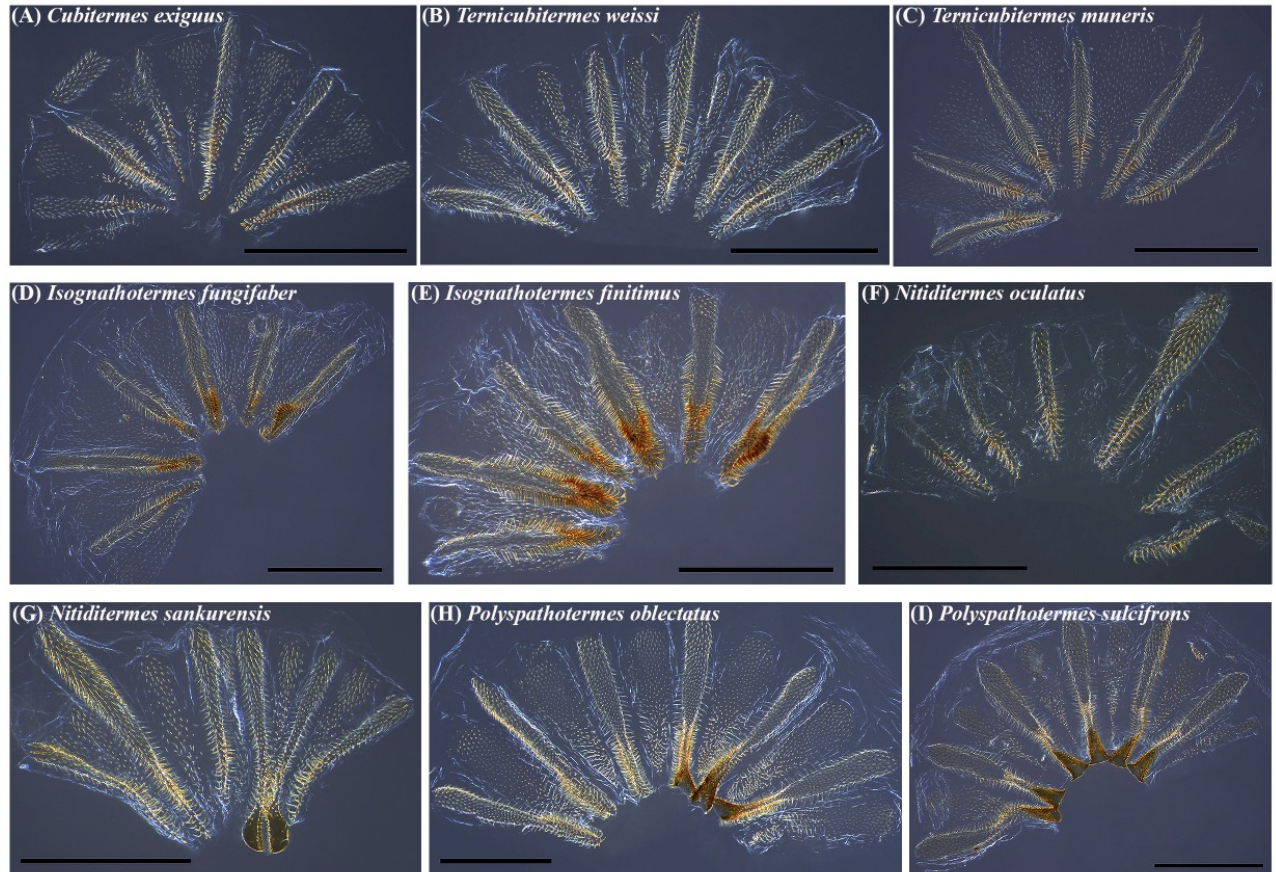 (A) Cubitermes exiguus
(B) Ternicubitermes weissi
(C) Ternicubitermes muneris
(D) Isognathotermes fungifaber
(E) Isognathotermes finitimus
(F) Nitiditermes oculatus
(G) Nitiditermes sankurensis
(H) Polyspathotermes oblectatus
(I) Polyspathotermes sulcifrons